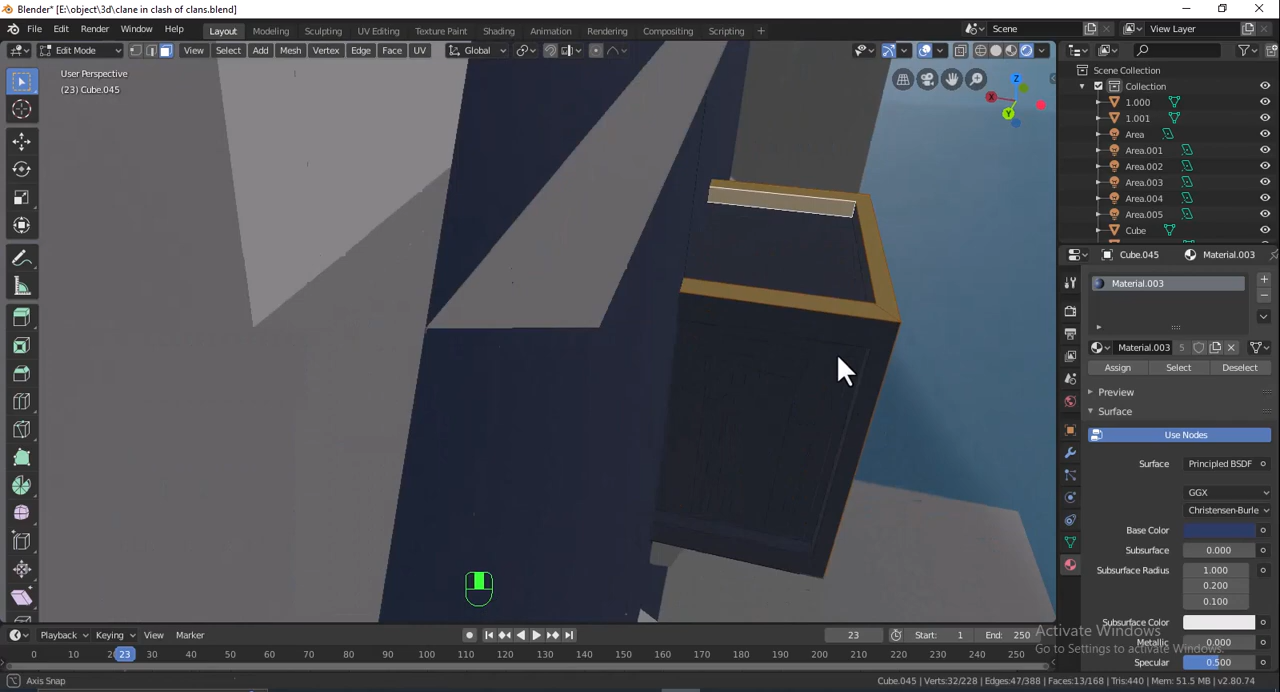 Blender* [E:\object\3d\clane in clash of clans.blend]
File Edit Render Window Help
Layout Modeling Sculpting UV Editing Texture Paint Shading Animation Rendering Compositing Scripting +
Scene
View Layer
Edit Mode View Select Add Mesh Vertex Edge Face UV Global
User Perspective
(23) Cube.045
Z
X
Y
Scene Collection
Collection
1.000
1.001
Area
Area.001
Area.002
Area.003
Area.004
Area.005
Cube
Cube.045 Material.003
Material.003
Material.003 5
Assign Select Deselect
Preview
Surface
Use Nodes
Surface Principled BSDF
GGX
Christensen-Burle
Base Color
Subsurface 0.000
Subsurface Radius 1.000
0.200
0.100
Subsurface Color
Metallic 0.000
Specular 0.500
Activate Windows
Go to Settings to activate Windows.
Playback Keying View Marker
23 Start: 1 End: 250
0 10 23 30 40 50 60 70 80 90 100 110 120 130 140 150 160 170 180 190 200 210 220 230 240 250
Axis Snap
Cube.045 | Verts:32/228 | Edges:47/388 | Faces:13/168 | Tris:440 | Mem: 51.5 MB | v2.80.74